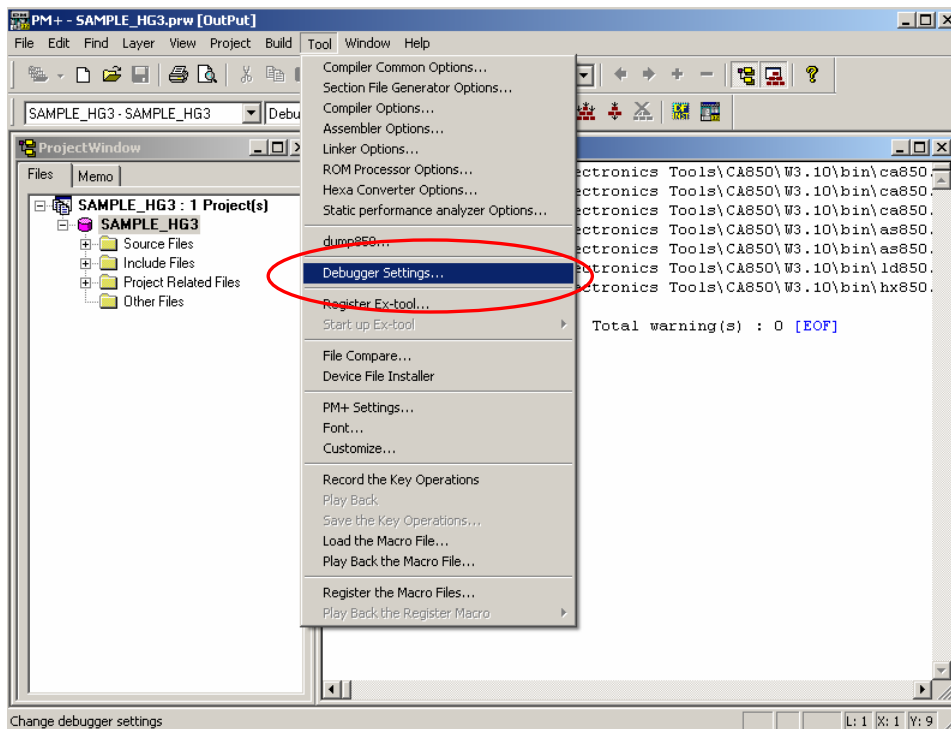 PM+ - SAMPLE_HG3.prw [OutPut]
File Edit Find Layer View Project Build Tool Window Help
SAMPLE_HG3 - SAMPLE_HG3 Debu
ProjectWindow
Files Memo
SAMPLE_HG3 : 1 Project(s)
SAMPLE_HG3
Source Files
Include Files
Project Related Files
Other Files
Compiler Common Options...
Section File Generator Options...
Compiler Options...
Assembler Options...
Linker Options...
ROM Processor Options...
Hexa Converter Options...
Static performance analyzer Options...
dump850...
Debugger Settings...
Register Ex-tool...
Start up Ex-tool
File Compare...
Device File Installer
PM+ Settings...
Font...
Customize...
Record the Key Operations
Play Back
Save the Key Operations...
Load the Macro File...
Play Back the Macro File...
Register the Macro Files...
Play Back the Register Macro
ectronics Tools\CA850\W3.10\bin\ca850.
ectronics Tools\CA850\W3.10\bin\ca850.
ectronics Tools\CA850\W3.10\bin\ca850.
ectronics Tools\CA850\W3.10\bin\as850.
ectronics Tools\CA850\W3.10\bin\as850.
ectronics Tools\CA850\W3.10\bin\ld850.
ectronics Tools\CA850\W3.10\bin\hx850.
Total warning(s) : 0 [EOF]
Change debugger settings
L: 1 X: 1 Y: 9